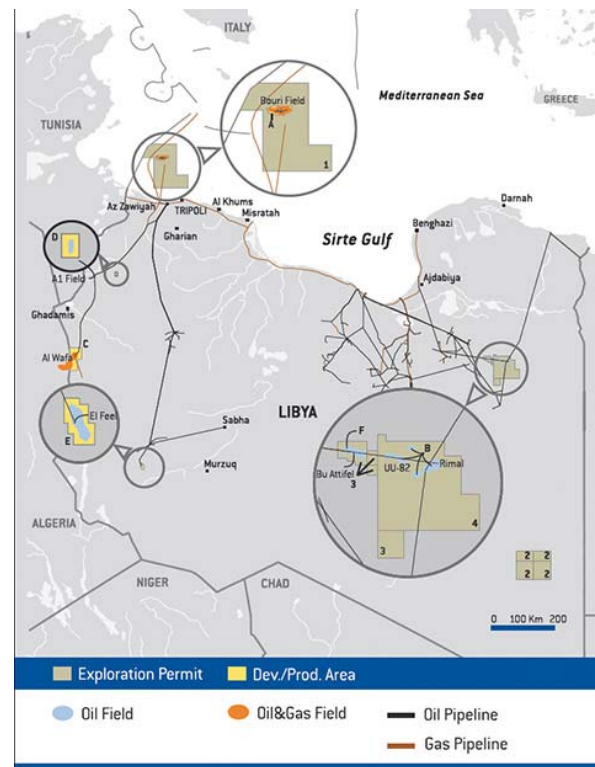 ITALY
Bouri Field
A
Mediterranean Sea
GREECE
TUNISIA
1
Az Zawiyah
TRIPOLI
Al Khums
Misratah
Darnah
Gharian
Sirte Gulf
Benghazi
D
A1 Field
Ajdabiya
Ghadamis
C
Al Wafa
El Feel
E
LIBYA
Sabha
Murzuq
F
B
Bu Attifel
UU-82
Rimal
3
4
3
ALGERIA
2 2
2 2
NIGER
CHAD
0 100 Km 200
Exploration Permit
Dev./Prod. Area
Oil Field
Oil&Gas Field
Oil Pipeline
Gas Pipeline